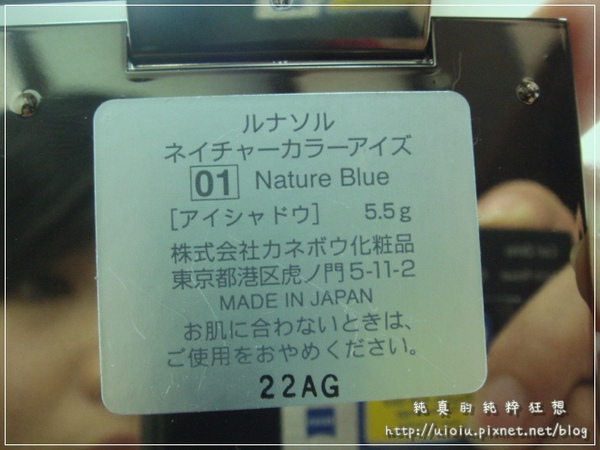 ルナソル
ネイチャーカラーアイズ
01 Nature Blue
[アイシャドウ] 5.5g
株式会社カネボウ化粧品
東京都港区虎ノ門5-11-2
MADE IN JAPAN
お肌に合わないときは、
ご使用をおやめください。
22AG
純真的純粹狂想
http://uioiu.pixnet.net/blog